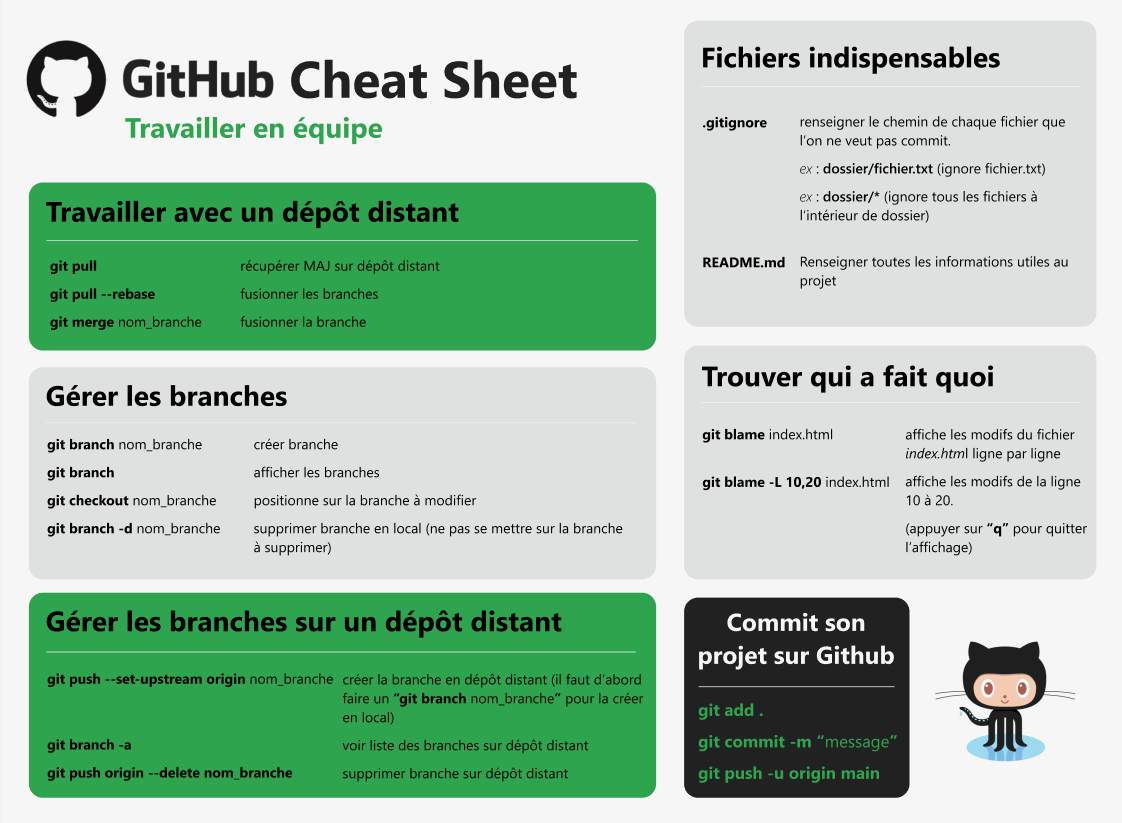 GitHub Cheat Sheet
Travailler en équipe
Travailler avec un dépôt distant
git pull récupérer MAJ sur dépôt distant
git pull --rebase fusionner les branches
git merge nom_branche fusionner la branche
Gérer les branches
git branch nom_branche créer branche
git branch afficher les branches
git checkout nom_branche positionne sur la branche à modifier
git branch -d nom_branche supprimer branche en local (ne pas se mettre sur la branche
à supprimer)
Gérer les branches sur un dépôt distant
git push --set-upstream origin nom_branche créer la branche en dépôt distant (il faut d’abord
faire un “git branch nom_branche” pour la créer
en local)
git branch -a voir liste des branches sur dépôt distant
git push origin --delete nom_branche supprimer branche sur dépôt distant
Fichiers indispensables
.gitignore renseigner le chemin de chaque fichier que
l’on ne veut pas commit.
ex : dossier/fichier.txt (ignore fichier.txt)
ex : dossier/* (ignore tous les fichiers à
l’intérieur de dossier)
README.md Renseigner toutes les informations utiles au
projet
Trouver qui a fait quoi
git blame index.html affiche les modifs du fichier
index.html ligne par ligne
git blame -L 10,20 index.html affiche les modifs de la ligne
10 à 20.
(appuyer sur “q” pour quitter
l’affichage)
Commit son
projet sur Github
git add .
git commit -m “message”
git push -u origin main